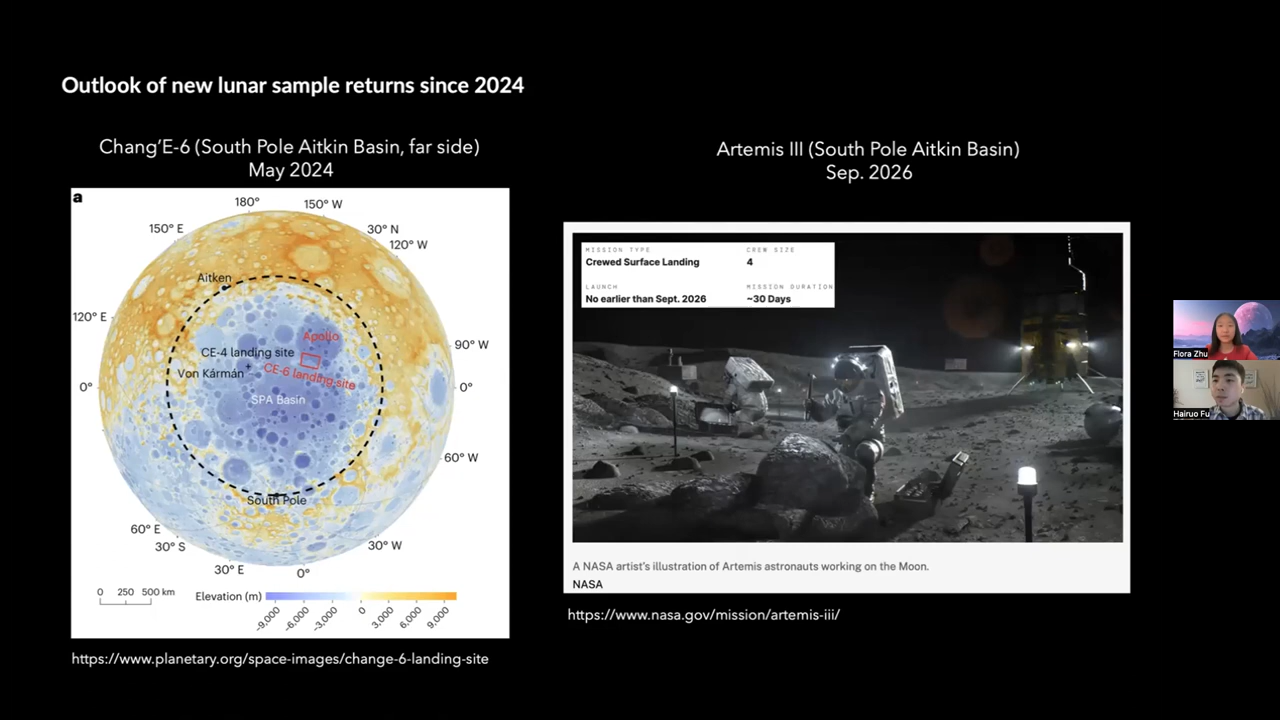 Outlook of new lunar sample returns since 2024
Chang'E-6 (South Pole Aitkin Basin, far side)
May 2024
a
180°
150° W
150° E
30° N
120° W
Aitken
120° E
Apollo
90° W
CE-4 landing site
Von Kármán
CE-6 landing site
0°
0°
SPA Basin
60° W
South Pole
60° E
30° S
30° W
30° E
0°
0 250 500 km
Elevation (m)
-9,000 -6,000 -3,000 0 3,000 6,000 9,000
https://www.planetary.org/space-images/change-6-landing-site
Artemis III (South Pole Aitkin Basin)
Sep. 2026
MISSION TYPE CREW SIZE
Crewed Surface Landing 4
LAUNCH MISSION DURATION
No earlier than Sept. 2026 ~30 Days
A NASA artist's illustration of Artemis astronauts working on the Moon.
NASA
https://www.nasa.gov/mission/artemis-iii/
Flora Zhu
Hairuo Fu